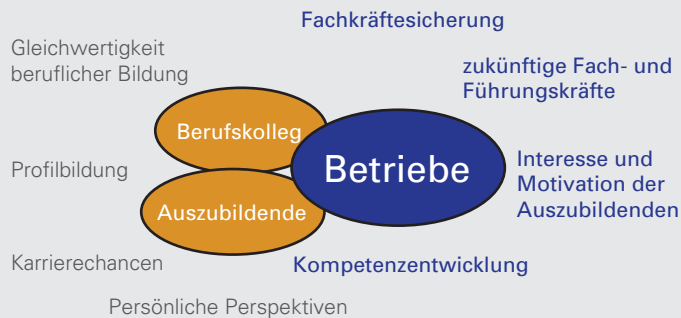 Fachkräftesicherung
Gleichwertigkeit
beruflicher Bildung
zukünftige Fach- und
Führungskräfte
Berufskolleg
Betriebe
Interesse und
Motivation der
Auszubildenden
Profilbildung
Auszubildende
Karrierechancen
Kompetenzentwicklung
Persönliche Perspektiven